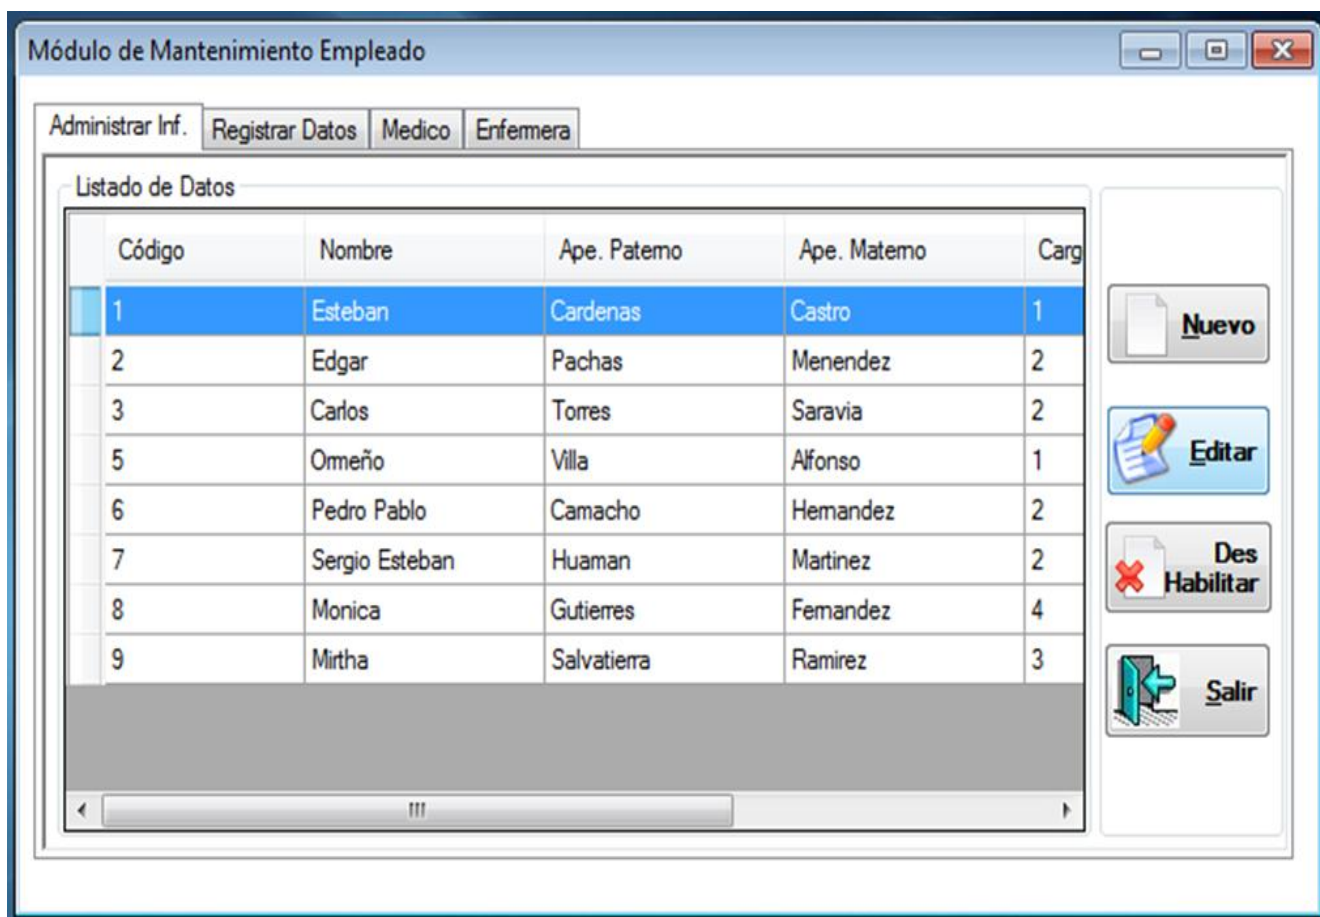 Módulo de Mantenimiento Empleado
Administrar Inf. Registrar Datos Medico Enfermera
Listado de Datos
Código Nombre Ape. Paterno Ape. Materno Carg
1 Esteban Cardenas Castro 1
2 Edgar Pachas Menendez 2
3 Carlos Torres Saravia 2
5 Ormeño Villa Alfonso 1
6 Pedro Pablo Camacho Hernandez 2
7 Sergio Esteban Huaman Martinez 2
8 Monica Gutierres Fernandez 4
9 Mirtha Salvatierra Ramirez 3
Nuevo
Editar
Des
Habilitar
Salir